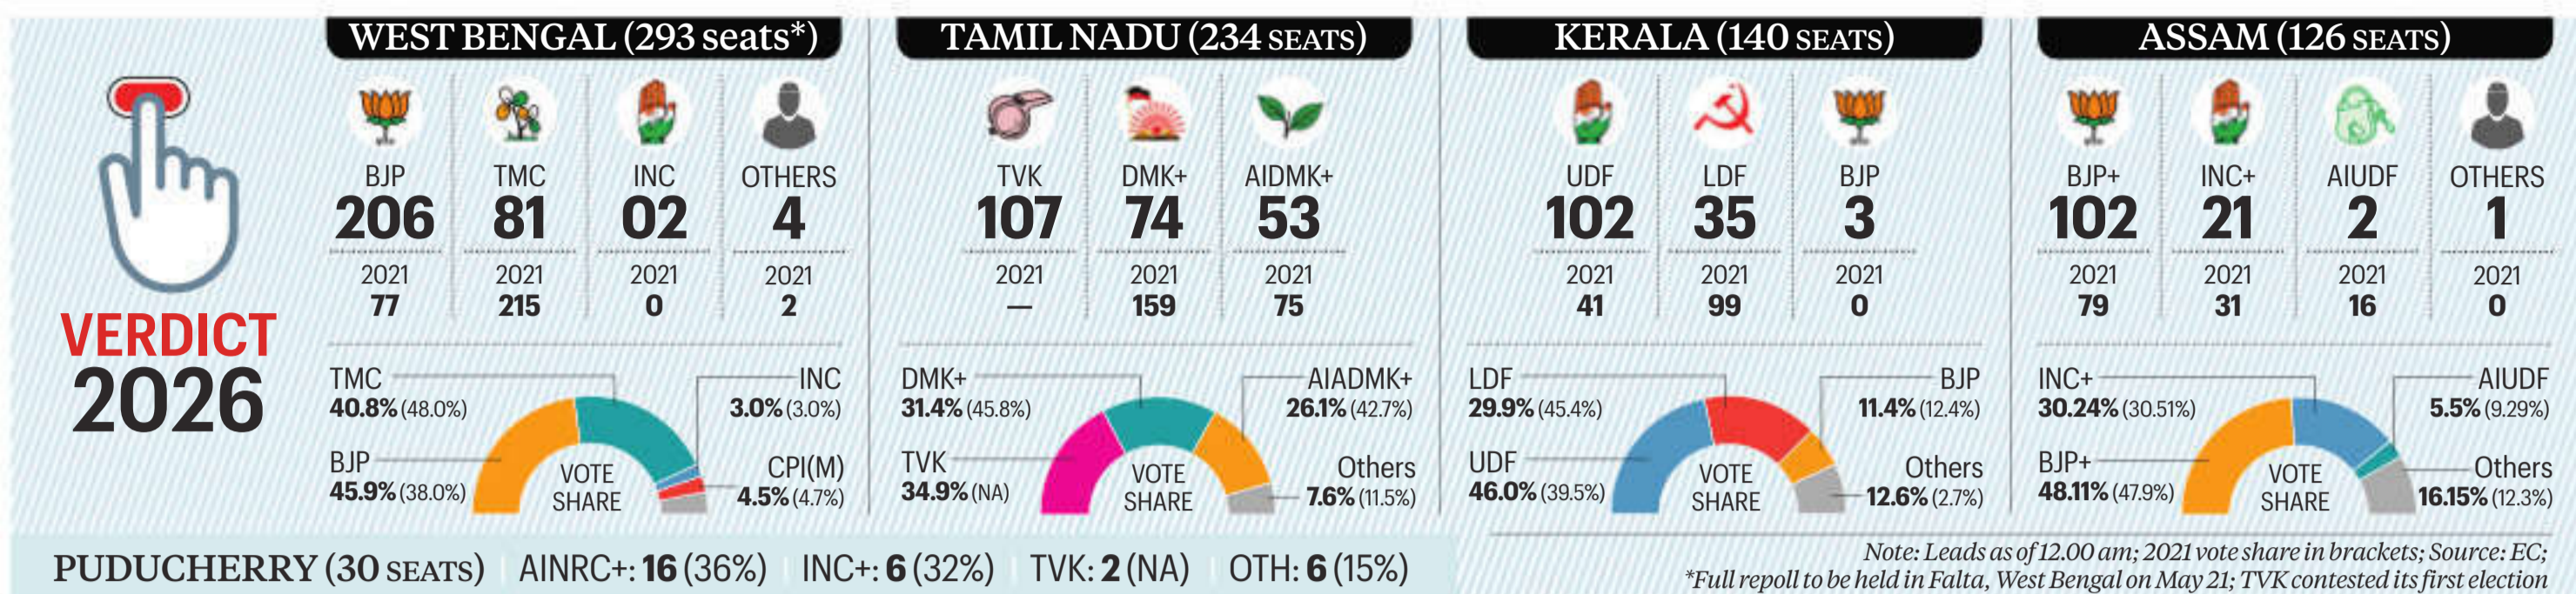 VERDICT
2026
WEST BENGAL (293 seats*)
BJP
206
2021
77
TMC
81
2021
215
INC
02
2021
0
OTHERS
4
2021
2
TMC
40.8% (48.0%)
INC
3.0% (3.0%)
BJP
45.9% (38.0%)
CPI(M)
4.5% (4.7%)
VOTE
SHARE
TAMIL NADU (234 SEATS)
TVK
107
2021
—
DMK+
74
2021
159
AIDMK+
53
2021
75
DMK+
31.4% (45.8%)
AIADMK+
26.1% (42.7%)
TVK
34.9% (NA)
Others
7.6% (11.5%)
VOTE
SHARE
KERALA (140 SEATS)
UDF
102
2021
41
LDF
35
2021
99
BJP
3
2021
0
LDF
29.9% (45.4%)
BJP
11.4% (12.4%)
UDF
46.0% (39.5%)
Others
12.6% (2.7%)
VOTE
SHARE
ASSAM (126 SEATS)
BJP+
102
2021
79
INC+
21
2021
31
AIUDF
2
2021
16
OTHERS
1
2021
0
INC+
30.24% (30.51%)
AIUDF
5.5% (9.29%)
BJP+
48.11% (47.9%)
Others
16.15% (12.3%)
VOTE
SHARE
PUDUCHERRY (30 SEATS) AINRC+: 16 (36%) INC+: 6 (32%) TVK: 2 (NA) OTH: 6 (15%)
Note: Leads as of 12.00 am; 2021 vote share in brackets; Source: EC;
*Full repoll to be held in Falta, West Bengal on May 21; TVK contested its first election